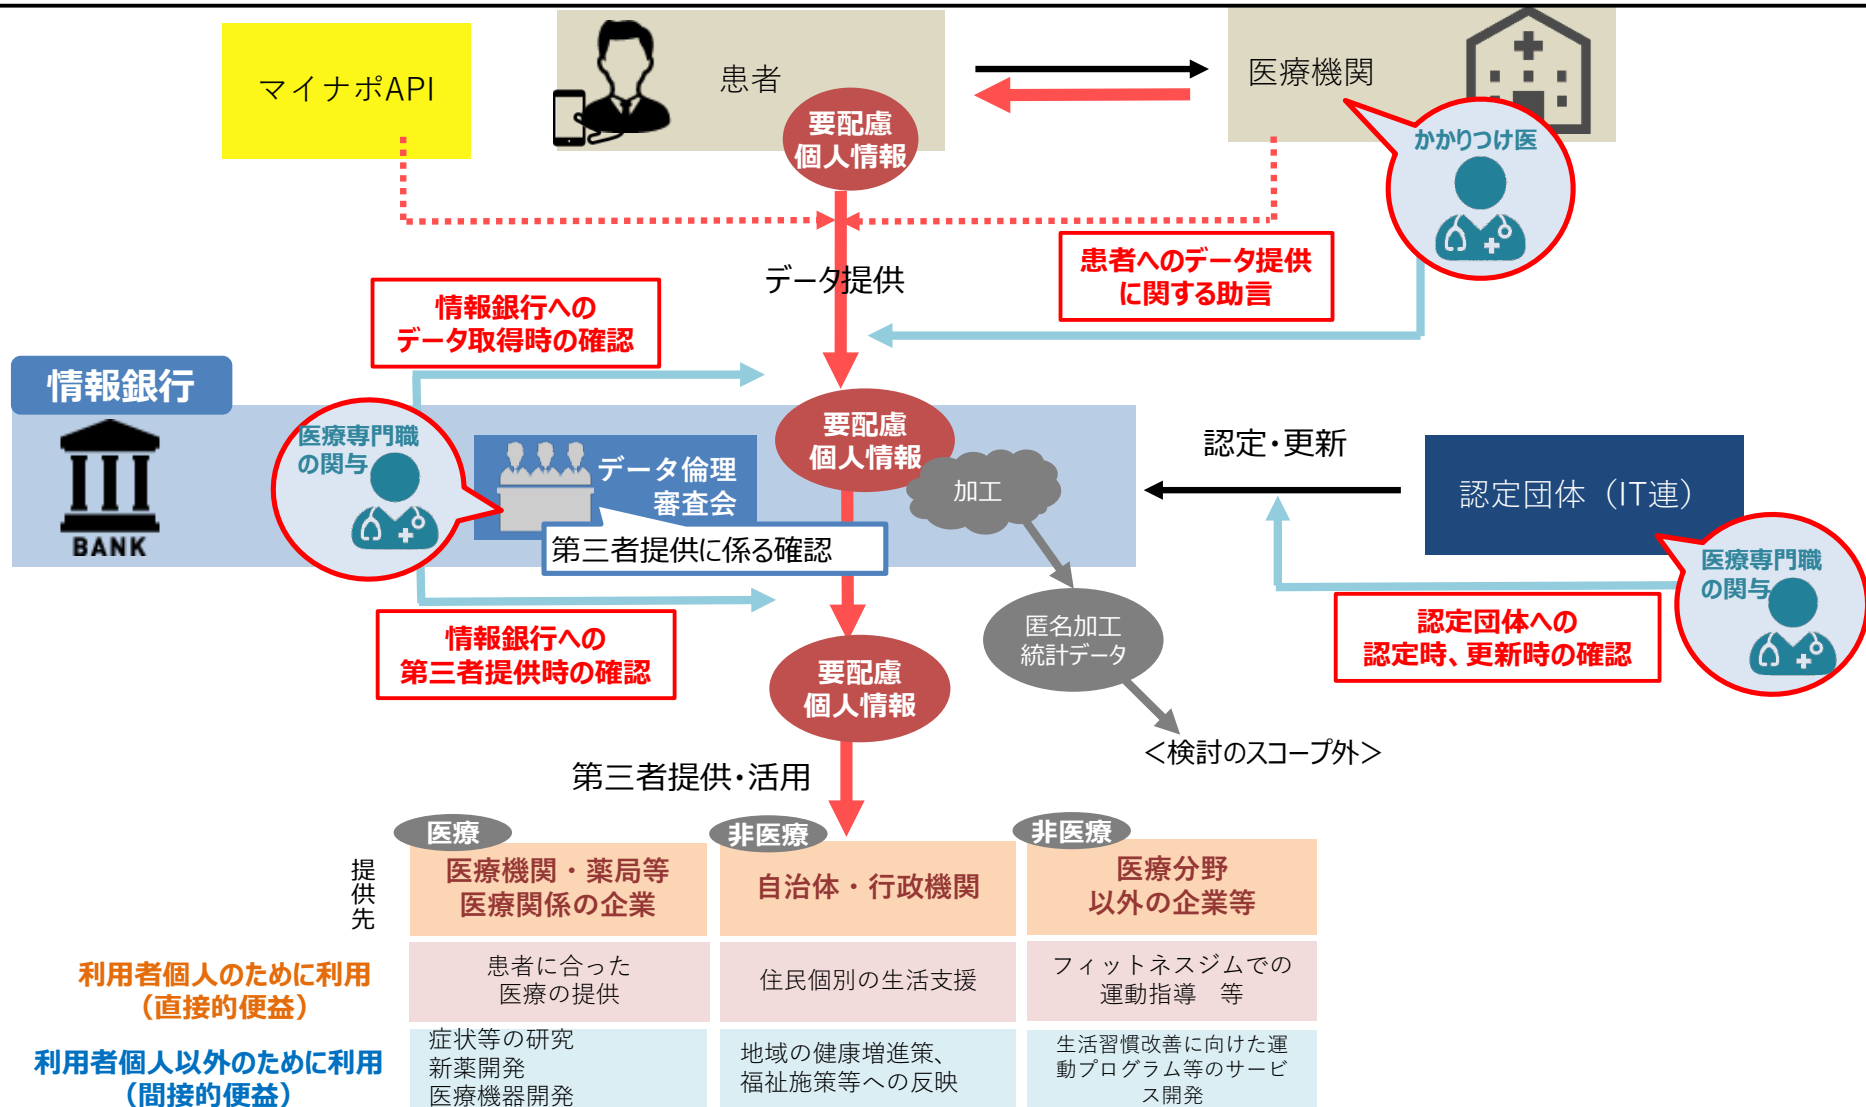 マイナポAPI
患者
医療機関
要配慮
個人情報
かかりつけ医
データ提供
患者へのデータ提供
に関する助言
情報銀行への
データ取得時の確認
情報銀行
BANK
医療専門職
の関与
データ倫理
審査会
第三者提供に係る確認
要配慮
個人情報
加工
認定・更新
認定団体（IT連）
医療専門職
の関与
認定団体への
認定時、更新時の確認
匿名加工
統計データ
＜検討のスコープ外＞
情報銀行への
第三者提供時の確認
要配慮
個人情報
第三者提供・活用
提供先
医療
医療機関・薬局等
医療関係の企業
非医療
自治体・行政機関
非医療
医療分野
以外の企業等
利用者個人のために利用
（直接的便益）
患者に合った
医療の提供
住民個別の生活支援
フィットネスジムでの
運動指導　等
利用者個人以外のために利用
（間接的便益）
症状等の研究
新薬開発
医療機器開発
地域の健康増進策、
福祉施策等への反映
生活習慣改善に向けた運
動プログラム等のサービ
ス開発